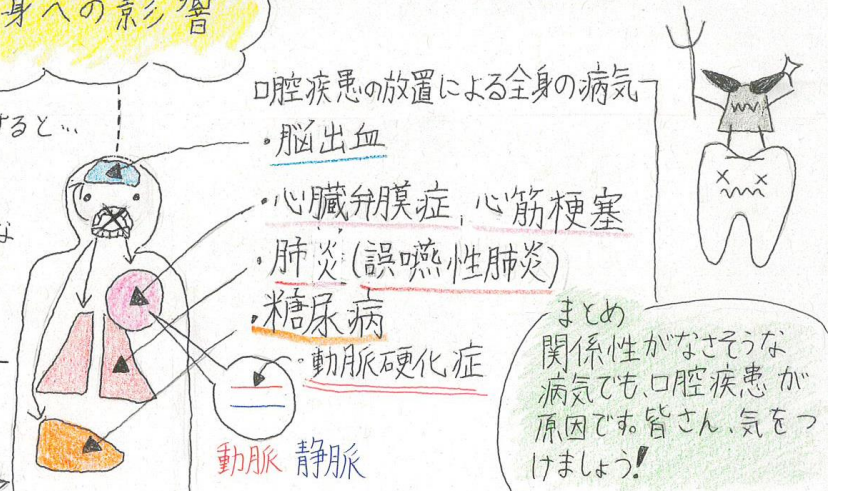 身への影響
すると…
口腔疾患の放置による全身の病気
・脳出血
・心臓弁膜症, 心筋梗塞
・肺炎(誤嚥性肺炎)
・糖尿病
・動脈硬化症
動脈 静脈
な
まとめ
関係性がなさそうな
病気でも、口腔疾患が
原因です。皆さん、気をつ
けましょう!